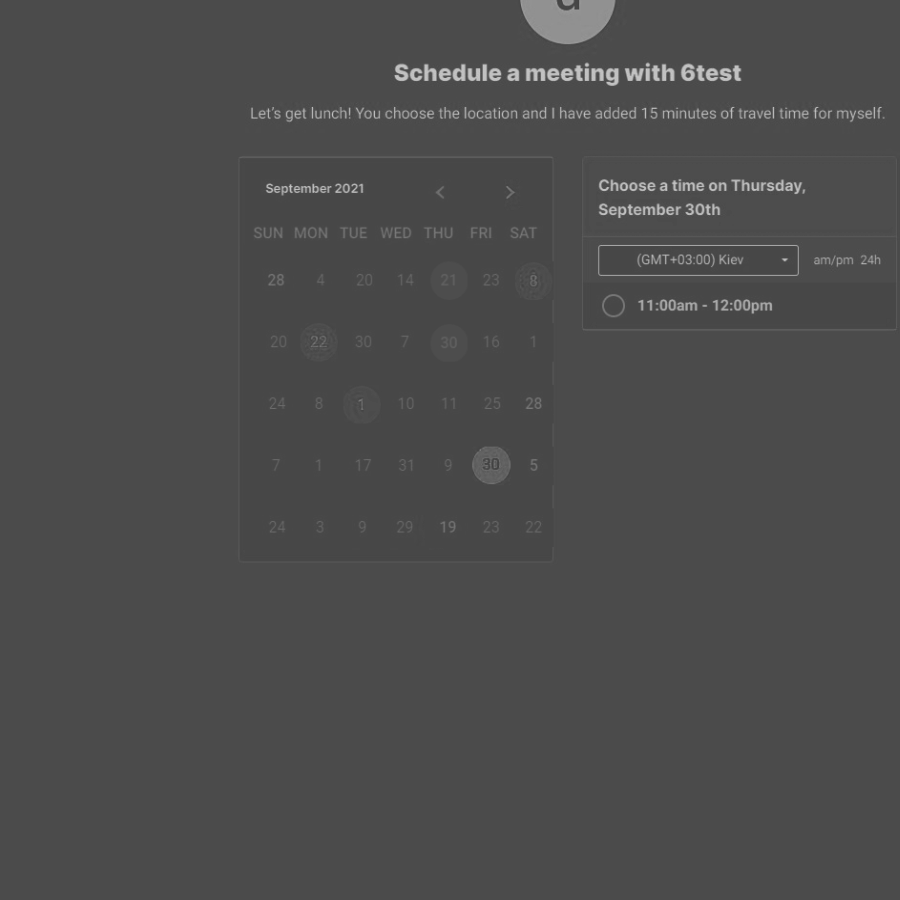 Schedule a meeting with 6test
Let's get lunch! You choose the location and I have added 15 minutes of travel time for myself.
September 2021
SUN MON TUE WED THU FRI SAT
28 4 20 14 21 23 8
20 22 30 7 30 16 1
24 8 1 10 11 25 28
7 1 17 31 9 30 5
24 3 9 29 19 23 22
Choose a time on Thursday,
September 30th
(GMT+03:00) Kiev am/pm 24h
11:00am - 12:00pm